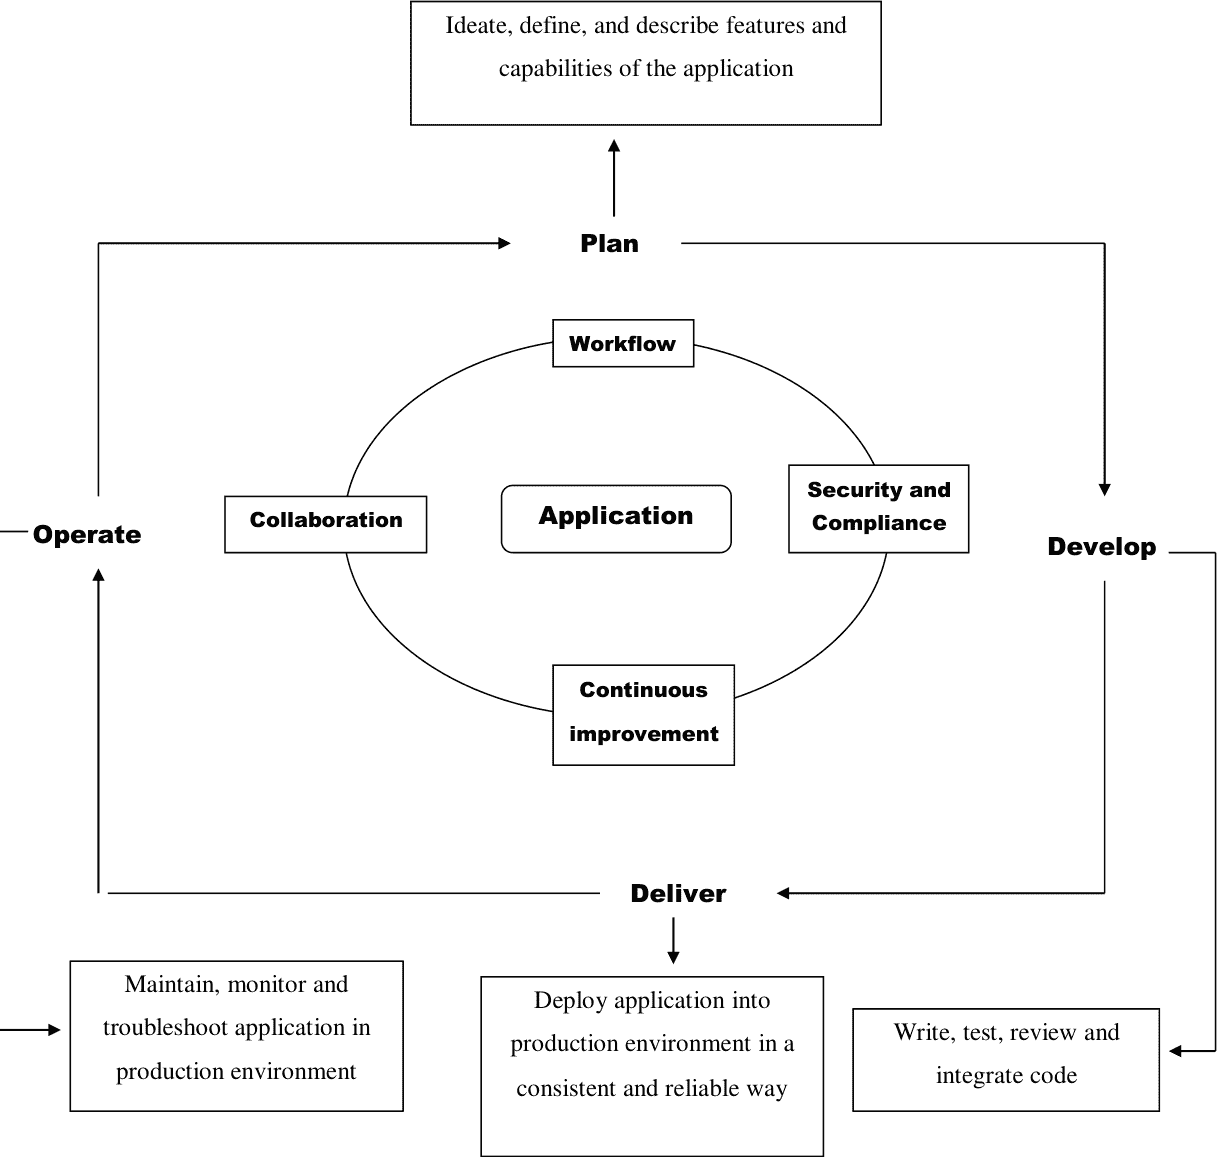 Ideate, define, and describe features and
capabilities of the application
Plan
Workflow
Collaboration
Application
Security and
Compliance
Operate
Develop
Continuous
improvement
Deliver
Maintain, monitor and
troubleshoot application in
production environment
Deploy application into
production environment in a
consistent and reliable way
Write, test, review and
integrate code